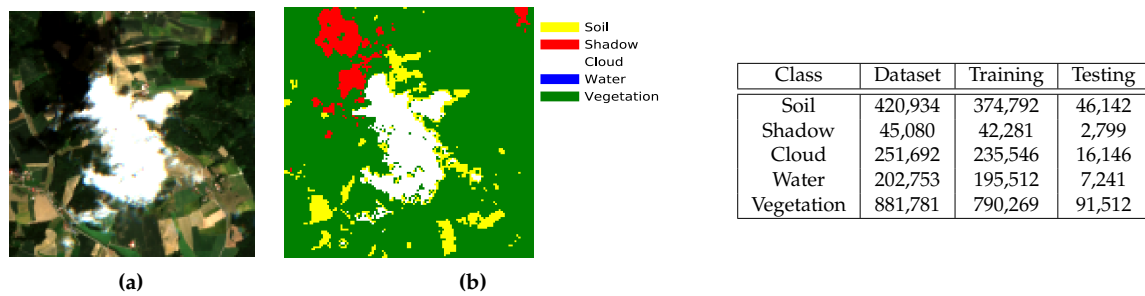 Soil
Shadow
Cloud
Water
Vegetation
(a)
(b)
Class Dataset Training Testing
Soil 420,934 374,792 46,142
Shadow 45,080 42,281 2,799
Cloud 251,692 235,546 16,146
Water 202,753 195,512 7,241
Vegetation 881,781 790,269 91,512